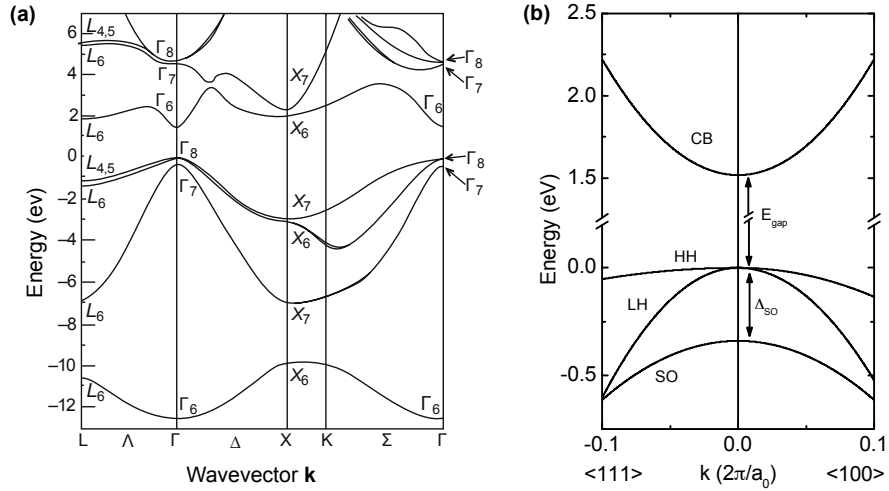 (a)
Energy (ev)
6
4
2
0
−2
−4
−6
−8
−10
−12
L4,5
L6
Γ8
Γ7
Γ6
L6
L4,5
L6
Γ8
Γ7
L6
L6
Γ6
X7
X6
X7
X6
X7
X6
Γ8
Γ7
Γ6
Γ8
Γ7
Γ6
L Λ Γ Δ X K Σ Γ
Wavevector k
(b)
Energy (eV)
2.5
2.0
1.5
0.0
-0.5
CB
Egap
HH
LH
ΔSO
SO
-0.1 0.0 0.1
<111> k (2π/a0) <100>